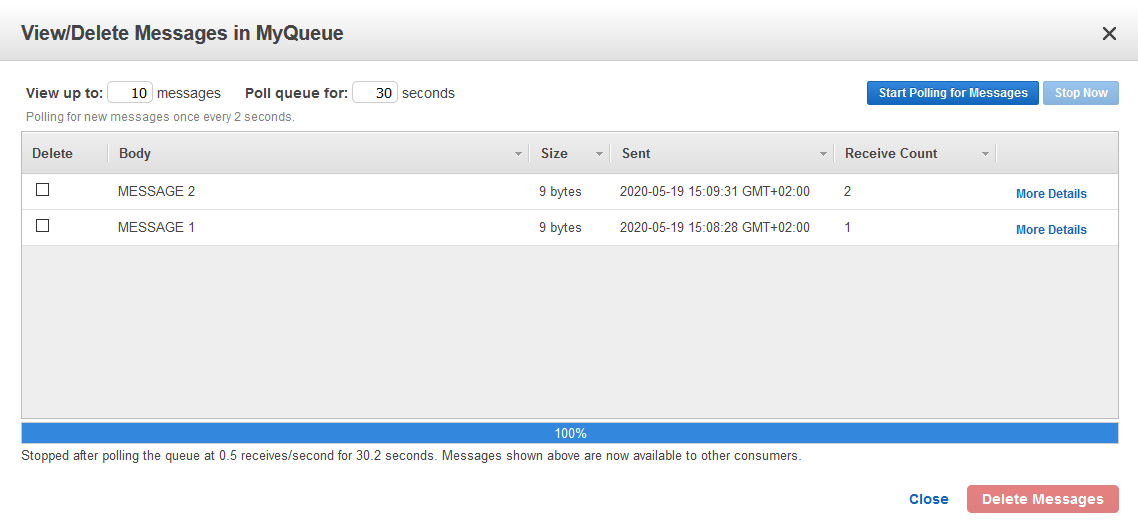 View/Delete Messages in MyQueue
View up to: 10 messages Poll queue for: 30 seconds Start Polling for Messages Stop Now
Polling for new messages once every 2 seconds.
Delete Body Size Sent Receive Count
MESSAGE 2 9 bytes 2020-05-19 15:09:31 GMT+02:00 2 More Details
MESSAGE 1 9 bytes 2020-05-19 15:08:28 GMT+02:00 1 More Details
100%
Stopped after polling the queue at 0.5 receives/second for 30.2 seconds. Messages shown above are now available to other consumers.
Close Delete Messages